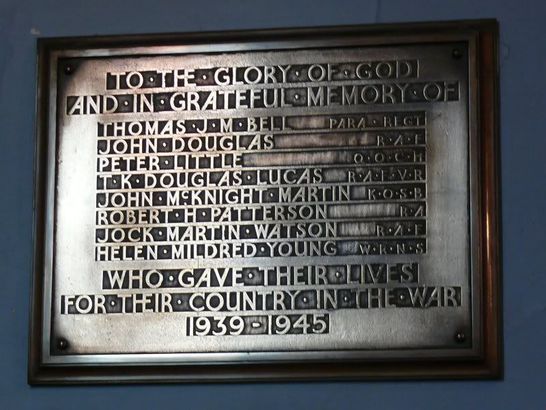 TO·THE·GLORY·OF·GOD
AND·IN·GRATEFUL·MEMORY·OF
THOMAS·J·M·BELL PARA·REGT
JOHN·DOUGLAS R·A·F
PETER·LITTLE Q·O·C·H
T·K·DOUGLAS·LUCAS R·A·F·V·R
JOHN·McKNIGHT·MARTIN K·O·S·B
ROBERT·H·PATTERSON R·A
JOCK·MARTIN·WATSON R·A·F
HELEN·MILDRED·YOUNG W·R·N·S
WHO·GAVE·THEIR·LIVES
FOR·THEIR·COUNTRY·IN·THE·WAR
1939-1945